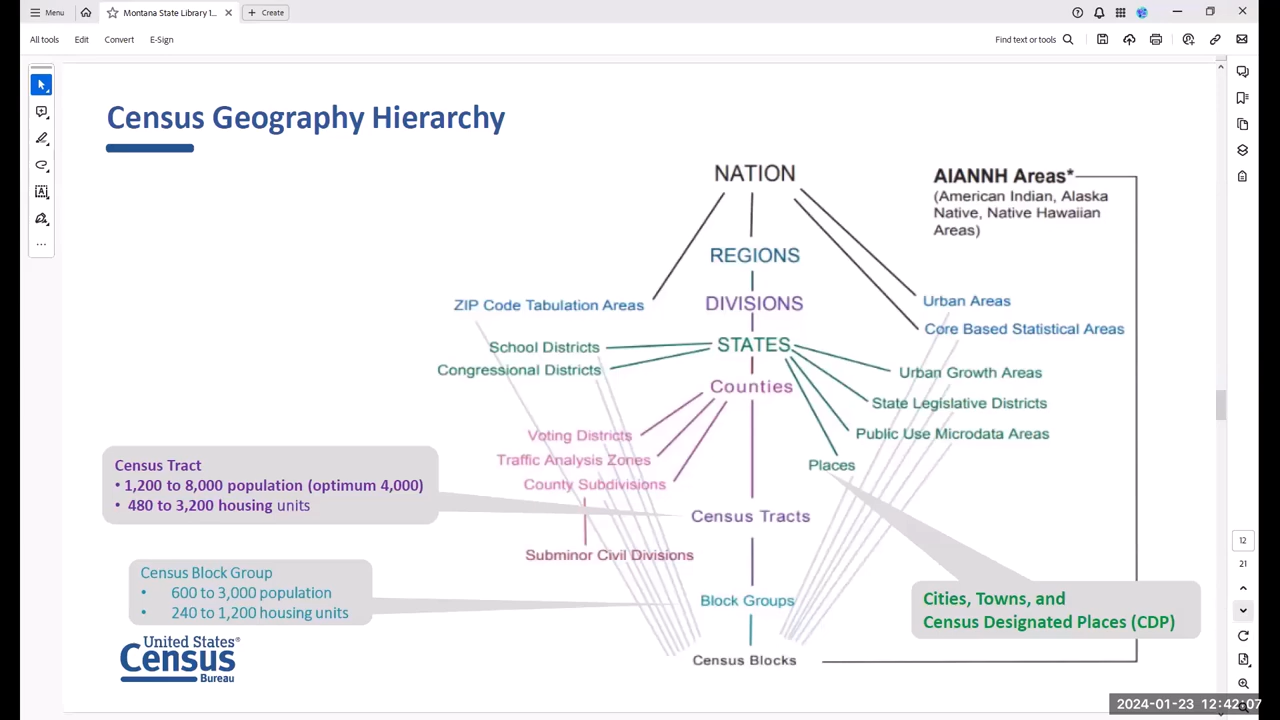 Menu
Montana State Library 1...
Create
All tools
Edit
Convert
E-Sign
Find text or tools
Census Geography Hierarchy
NATION
AIANNH Areas*
(American Indian, Alaska
Native, Native Hawaiian
Areas)
REGIONS
ZIP Code Tabulation Areas
DIVISIONS
Urban Areas
Core Based Statistical Areas
School Districts
STATES
Congressional Districts
Urban Growth Areas
Counties
State Legislative Districts
Voting Districts
Public Use Microdata Areas
Traffic Analysis Zones
Places
County Subdivisions
Census Tract
• 1,200 to 8,000 population (optimum 4,000)
• 480 to 3,200 housing units
Census Tracts
Subminor Civil Divisions
Census Block Group
• 600 to 3,000 population
• 240 to 1,200 housing units
Block Groups
Cities, Towns, and
Census Designated Places (CDP)
Census Blocks
United States®
Census
Bureau
12
21
2024-01-23 12:42:07